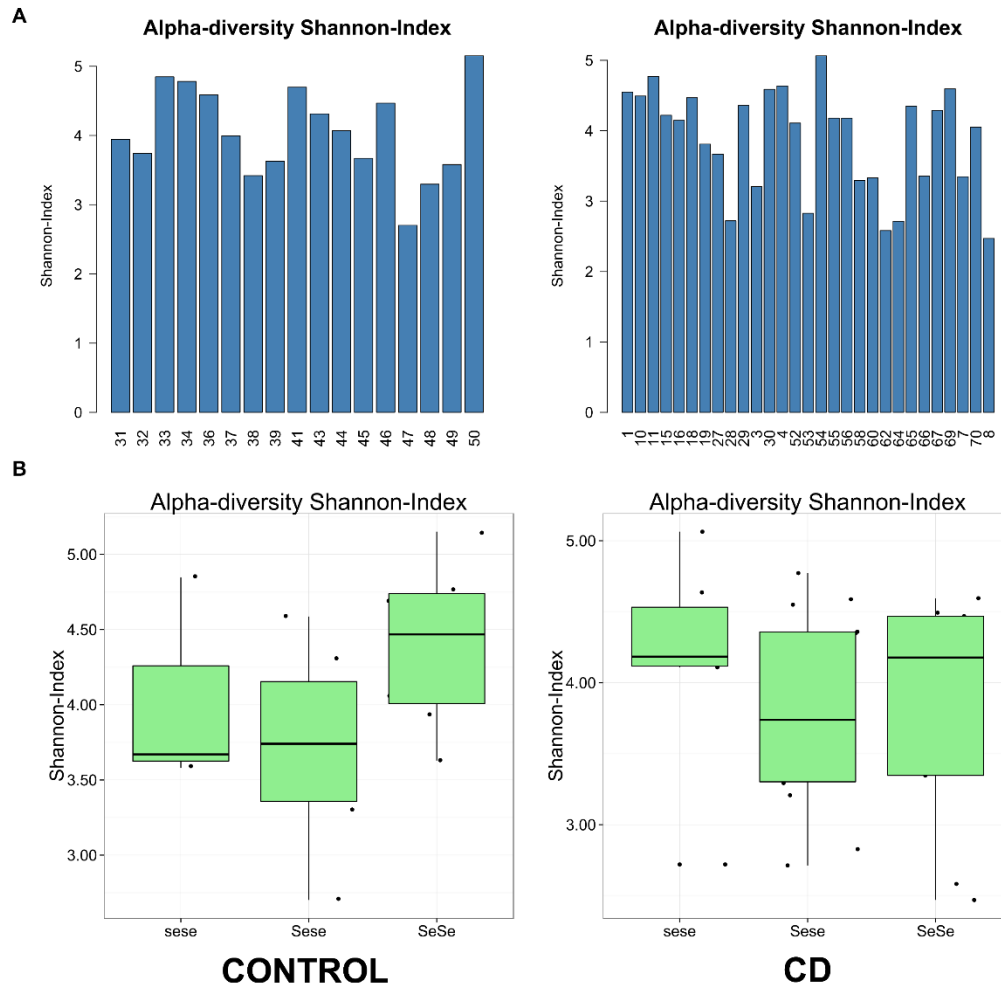 A
Alpha-diversity Shannon-Index
Shannon-Index
5
4
3
2
1
0
31 32 33 34 36 37 38 39 41 43 44 45 46 47 48 49 50
Alpha-diversity Shannon-Index
Shannon-Index
5
4
3
2
1
0
1 10 11 15 16 18 19 27 28 29 3 30 4 52 53 54 55 56 58 60 62 64 65 66 67 69 7 70 8
B
Alpha-diversity Shannon-Index
Shannon-Index
5.00
4.50
4.00
3.50
3.00
sese Sese SeSe
CONTROL
Alpha-diversity Shannon-Index
Shannon-Index
5.00
4.00
3.00
sese Sese SeSe
CD